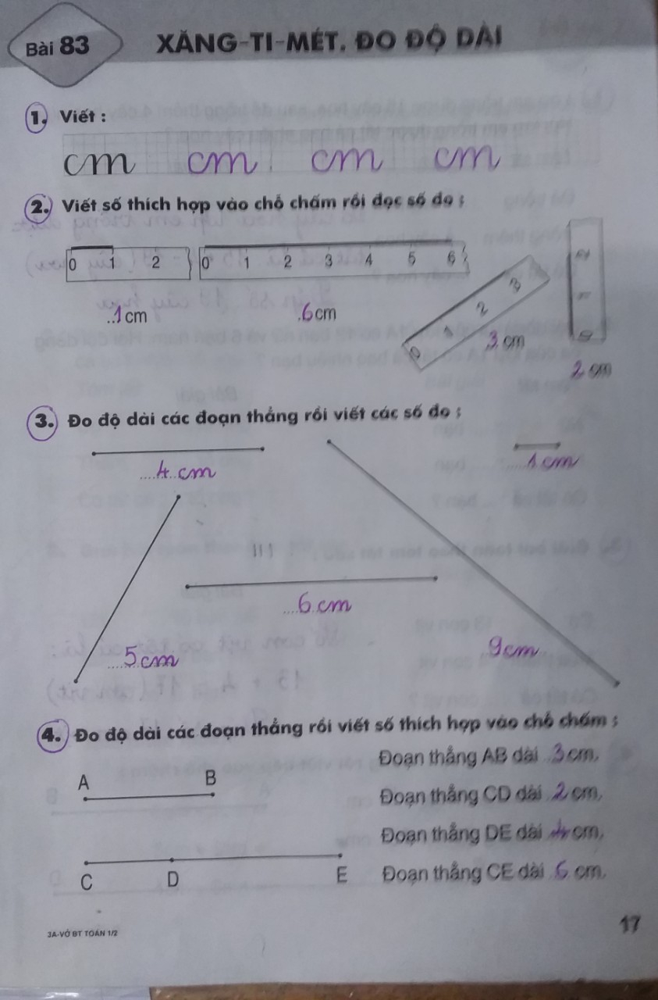 Bài 83 XĂNG-TI-MÉT. ĐO ĐỘ DÀI
1. Viết :
cm cm cm cm
2. Viết số thích hợp vào chỗ chấm rồi đọc số đo :
0 1 2 0 1 2 3 4 5 6
0 1 2 3
0 1 2
..1 cm .6 cm 3 cm 2 cm
3. Đo độ dài các đoạn thẳng rồi viết các số đo :
....4.. cm
1 cm
....6.cm
.....5cm
9cm
4. Đo độ dài các đoạn thẳng rồi viết số thích hợp vào chỗ chấm :
A B
Đoạn thẳng AB dài .3 cm.
Đoạn thẳng CD dài .2 cm.
Đoạn thẳng DE dài 4 cm.
C D E
Đoạn thẳng CE dài .6 cm.
3A-VỞ BT TOÁN 1/2
17